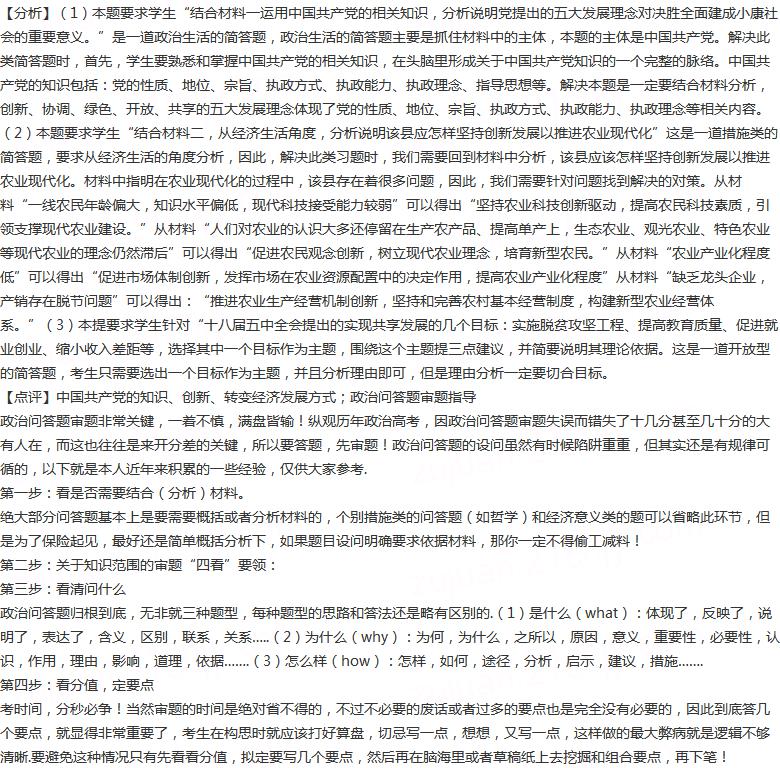 【分析】（1）本题要求学生“结合材料一运用中国共产党的相关知识，分析说明党提出的五大发展理念对决胜全面建成小康社
会的重要意义。”是一道政治生活的简答题，政治生活的简答题主要是抓住材料中的主体，本题的主体是中国共产党。解决此
类简答题时，首先，学生要熟悉和掌握中国共产党的相关知识，在头脑里形成关于中国共产党知识的一个完整的脉络。中国共
产党的知识包括：党的性质、地位、宗旨、执政方式、执政能力、执政理念、指导思想等。解决本题是一定要结合材料分析，
创新、协调、绿色、开放、共享的五大发展理念体现了党的性质、地位、宗旨、执政方式、执政能力、执政理念等相关内容。
（2）本题要求学生“结合材料二，从经济生活角度，分析说明该县应怎样坚持创新发展以推进农业现代化”这是一道措施类的
简答题，要求从经济生活的角度分析，因此，解决此类习题时，我们需要回到材料中分析，该县应该怎样坚持创新发展以推进
农业现代化。材料中指明在农业现代化的过程中，该县存在着很多问题，因此，我们需要针对问题找到解决的对策。从材
料“一线农民年龄偏大，知识水平偏低，现代科技接受能力较弱”可以得出“坚持农业科技创新驱动，提高农民科技素质，引
领支撑现代农业建设。”从材料“人们对农业的认识大多还停留在生产农产品、提高单产上，生态农业、观光农业、特色农业
等现代农业的理念仍然滞后”可以得出“促进农民观念创新，树立现代农业理念，培育新型农民。”从材料“农业产业化程度
低”可以得出“促进市场体制创新，发挥市场在农业资源配置中的决定作用，提高农业产业化程度”从材料“缺乏龙头企业，
产销存在脱节问题”可以得出：“推进农业生产经营机制创新，坚持和完善农村基本经营制度，构建新型农业经营体
系。”（3）本提要求学生针对“十八届五中全会提出的实现共享发展的几个目标：实施脱贫攻坚工程、提高教育质量、促进就
业创业、缩小收入差距等，选择其中一个目标作为主题，围绕这个主题提三点建议，并简要说明其理论依据。这是一道开放型
的简答题，考生只需要选出一个目标作为主题，并且分析理由即可，但是理由分析一定要切合目标。
【点评】中国共产党的知识、创新、转变经济发展方式；政治问答题审题指导
政治问答题审题非常关键，一着不慎，满盘皆输！纵观历年政治高考，因政治问答题审题失误而错失了十几分甚至几十分的大
有人在，而这也往往是来开分差的关键，所以要答题，先审题！政治问答题的设问虽然有时候陷阱重重，但其实还是有规律可
循的，以下就是本人近年来积累的一些经验，仅供大家参考.
第一步：看是否需要结合（分析）材料。
绝大部分问答题基本上是要需要概括或者分析材料的，个别措施类的问答题（如哲学）和经济意义类的题可以省略此环节，但
是为了保险起见，最好还是简单概括分析下，如果题目设问明确要求依据材料，那你一定不得偷工减料！
第二步：关于知识范围的审题“四看”要领：
第三步：看清问什么
政治问答题归根到底，无非就三种题型，每种题型的思路和答法还是略有区别的.（1）是什么（what）：体现了，反映了，说
明了，表达了，含义，区别，联系，关系.....（2）为什么（why）：为何，为什么，之所以，原因，意义，重要性，必要性，认
识，作用，理由，影响，道理，依据.......（3）怎么样（how）：怎样，如何，途径，分析，启示，建议，措施.......
第四步：看分值，定要点
考时间，分秒必争！当然审题的时间是绝对省不得的，不过不必要的废话或者过多的要点也是完全没有必要的，因此到底答几
个要点，就显得非常重要了，考生在构思时就应该打好算盘，切忌写一点，想想，又写一点，这样做的最大弊病就是逻辑不够
清晰.要避免这种情况只有先看看分值，拟定要写几个要点，然后再在脑海里或者草稿纸上去挖掘和组合要点，再下笔！